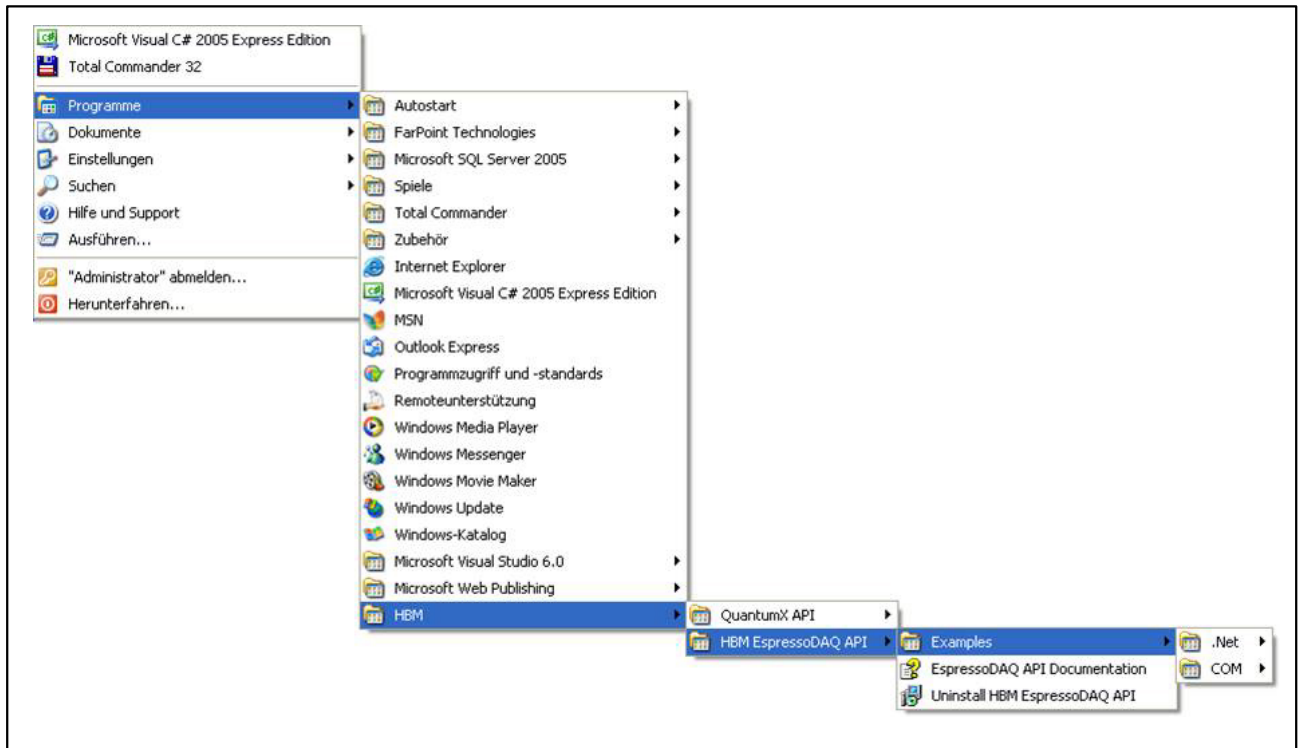 Microsoft Visual C# 2005 Express Edition
Total Commander 32
Programme
Dokumente
Einstellungen
Suchen
Hilfe und Support
Ausführen...
"Administrator" abmelden...
Herunterfahren...
Autostart
FarPoint Technologies
Microsoft SQL Server 2005
Spiele
Total Commander
Zubehör
Internet Explorer
Microsoft Visual C# 2005 Express Edition
MSN
Outlook Express
Programmzugriff und -standards
Remoteunterstützung
Windows Media Player
Windows Messenger
Windows Movie Maker
Windows Update
Windows-Katalog
Microsoft Visual Studio 6.0
Microsoft Web Publishing
HBM
QuantumX API
HBM EspressoDAQ API
Examples
EspressoDAQ API Documentation
Uninstall HBM EspressoDAQ API
.Net
COM